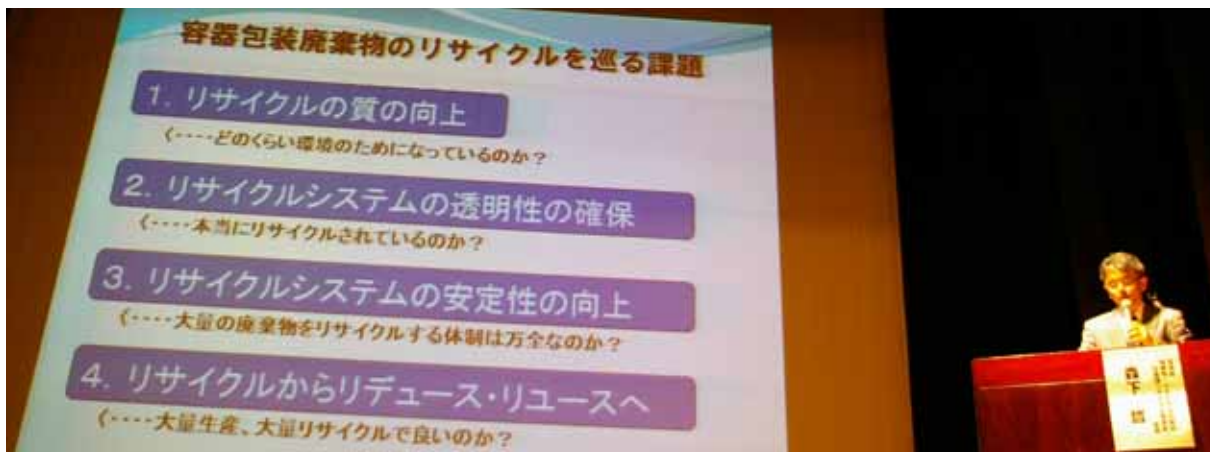 容器包装廃棄物のリサイクルを巡る課題
1. リサイクルの質の向上
<----どのくらい環境のためになっているのか？
2. リサイクルシステムの透明性の確保
<----本当にリサイクルされているのか？
3. リサイクルシステムの安定性の向上
<----大量の廃棄物をリサイクルする体制は万全なのか？
4. リサイクルからリデュース・リユースへ
<----大量生産、大量リサイクルで良いのか？
森下